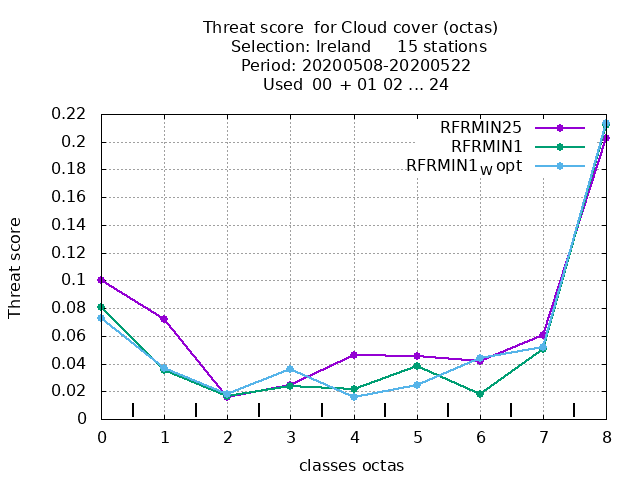 Threat score  for Cloud cover (octas)
Selection: Ireland     15 stations
Period: 20200508-20200522
Used  00 + 01 02 ... 24
RFRMIN25
RFRMIN1
RFRMIN1W opt
Threat score
0.22
0.2
0.18
0.16
0.14
0.12
0.1
0.08
0.06
0.04
0.02
0
0 1 2 3 4 5 6 7 8
classes octas